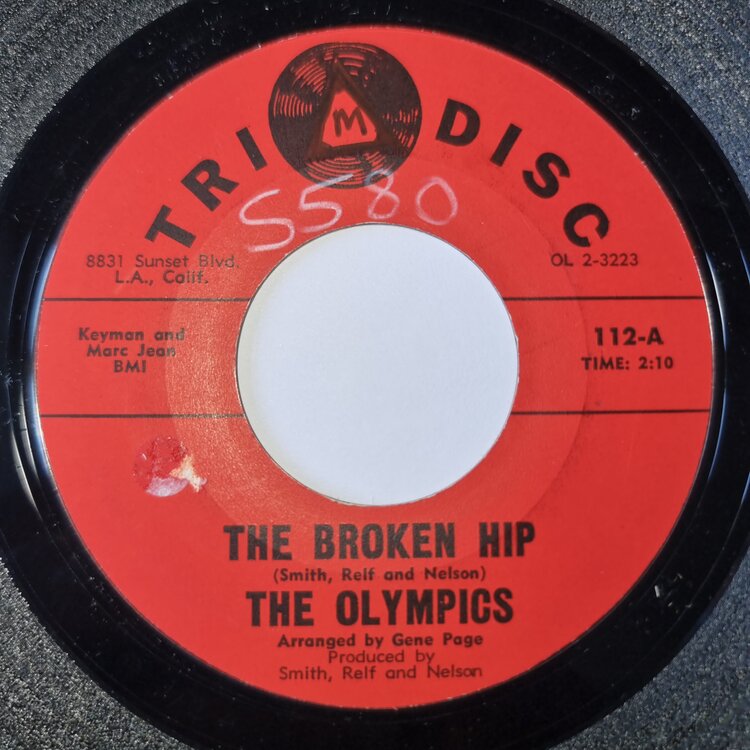 TRI M DISC
S580
8831 Sunset Blvd.
L.A., Calif.
OL 2-3223
Keyman and
Marc Jean
BMI
112-A
TIME: 2:10
THE BROKEN HIP
(Smith, Relf and Nelson)
THE OLYMPICS
Arranged by Gene Page
Produced by
Smith, Relf and Nelson